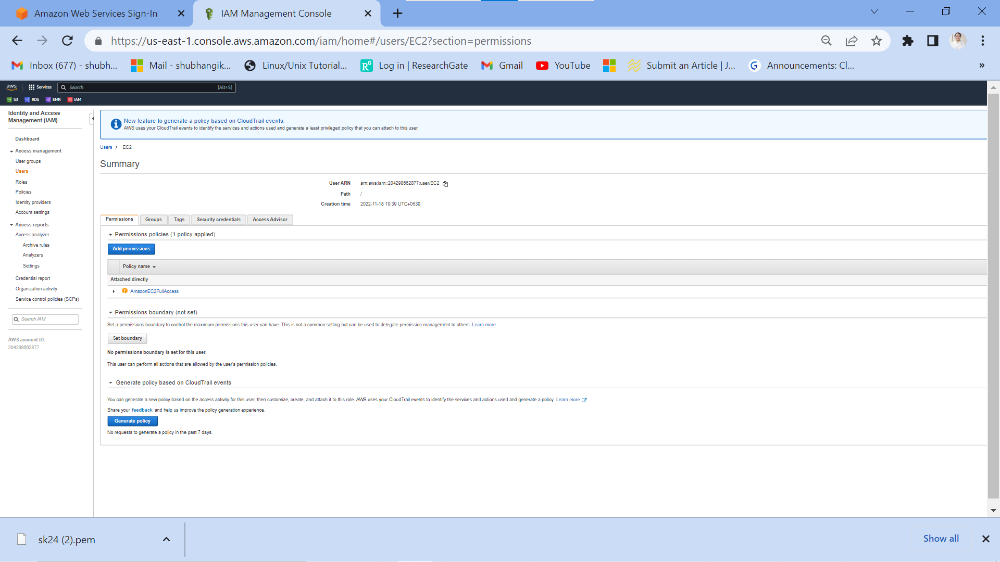 Amazon Web Services Sign-In
IAM Management Console
https://us-east-1.console.aws.amazon.com/iam/home#/users/EC2?section=permissions
Inbox (677) - shubh...
Mail - shubhangik...
Linux/Unix Tutorial...
Log in | ResearchGate
Gmail
YouTube
Submit an Article | J...
Announcements: Cl...
»
aws
Services
Search
[Alt+S]
S3
RDS
EMR
IAM
Identity and Access
Management (IAM)
Dashboard
Access management
User groups
Users
Roles
Policies
Identity providers
Account settings
Access reports
Access analyzer
Archive rules
Analyzers
Settings
Credential report
Organization activity
Service control policies (SCPs)
Search IAM
AWS account ID:
204298662877
New feature to generate a policy based on CloudTrail events.
AWS uses your CloudTrail events to identify the services and actions used and generate a least privileged policy that you can attach to this user.
Users > EC2
Summary
User ARN arn:aws:iam::204298662877:user/EC2
Path /
Creation time 2022-11-18 10:39 UTC+0530
Permissions
Groups
Tags
Security credentials
Access Advisor
Permissions policies (1 policy applied)
Add permissions
Policy name
Attached directly
AmazonEC2FullAccess
Permissions boundary (not set)
Set a permissions boundary to control the maximum permissions this user can have. This is not a common setting but can be used to delegate permission management to others. Learn more
Set boundary
No permissions boundary is set for this user.
This user can perform all actions that are allowed by the user's permission policies.
Generate policy based on CloudTrail events
You can generate a new policy based on the access activity for this user, then customize, create, and attach it to this role. AWS uses your CloudTrail events to identify the services and actions used and generate a policy. Learn more
Share your feedback and help us improve the policy generation experience.
Generate policy
No requests to generate a policy in the past 7 days.
sk24 (2).pem
Show all